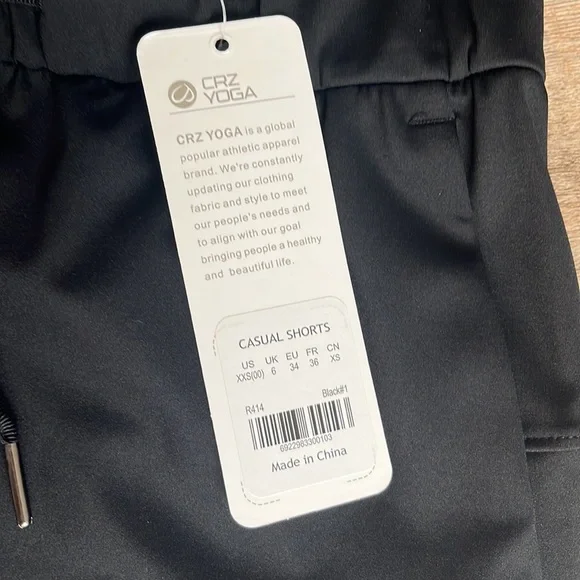 CRZ
YOGA
CRZ YOGA is a global
popular athletic apparel
brand. We're constantly
updating our clothing
fabric and style to meet
our people's needs and
to align with our goal
bringing people a healthy
and beautiful life.
CASUAL SHORTS
US UK EU FR CN
XXS(00) 6 34 36 XS
R414 Black#1
6922983300103
Made in China